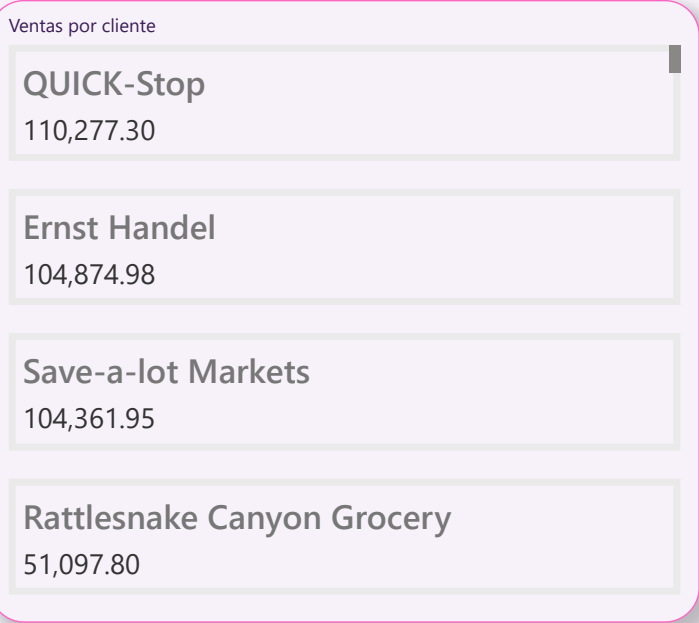 Ventas por cliente
QUICK-Stop
110,277.30
Ernst Handel
104,874.98
Save-a-lot Markets
104,361.95
Rattlesnake Canyon Grocery
51,097.80